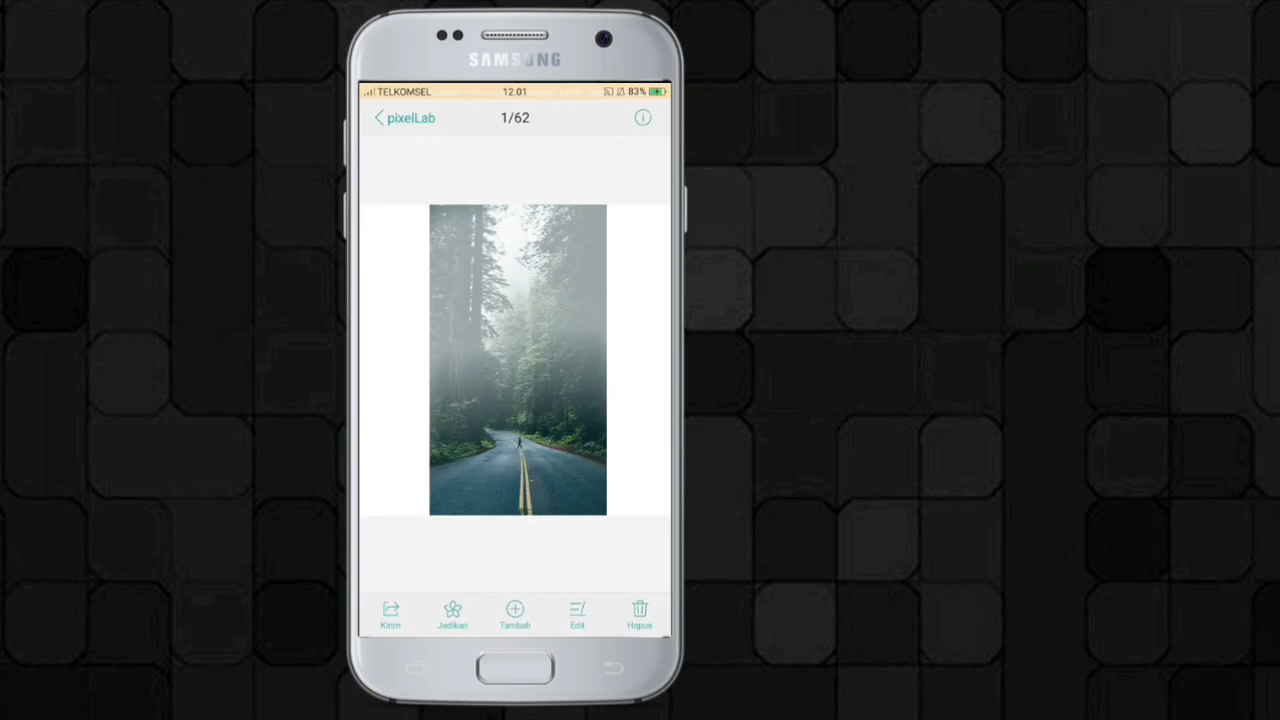 SAMSUNG
TELKOMSEL 12.01 83%
pixelLab 1/62
Kirim Jadikan Tambah Edit Hapus